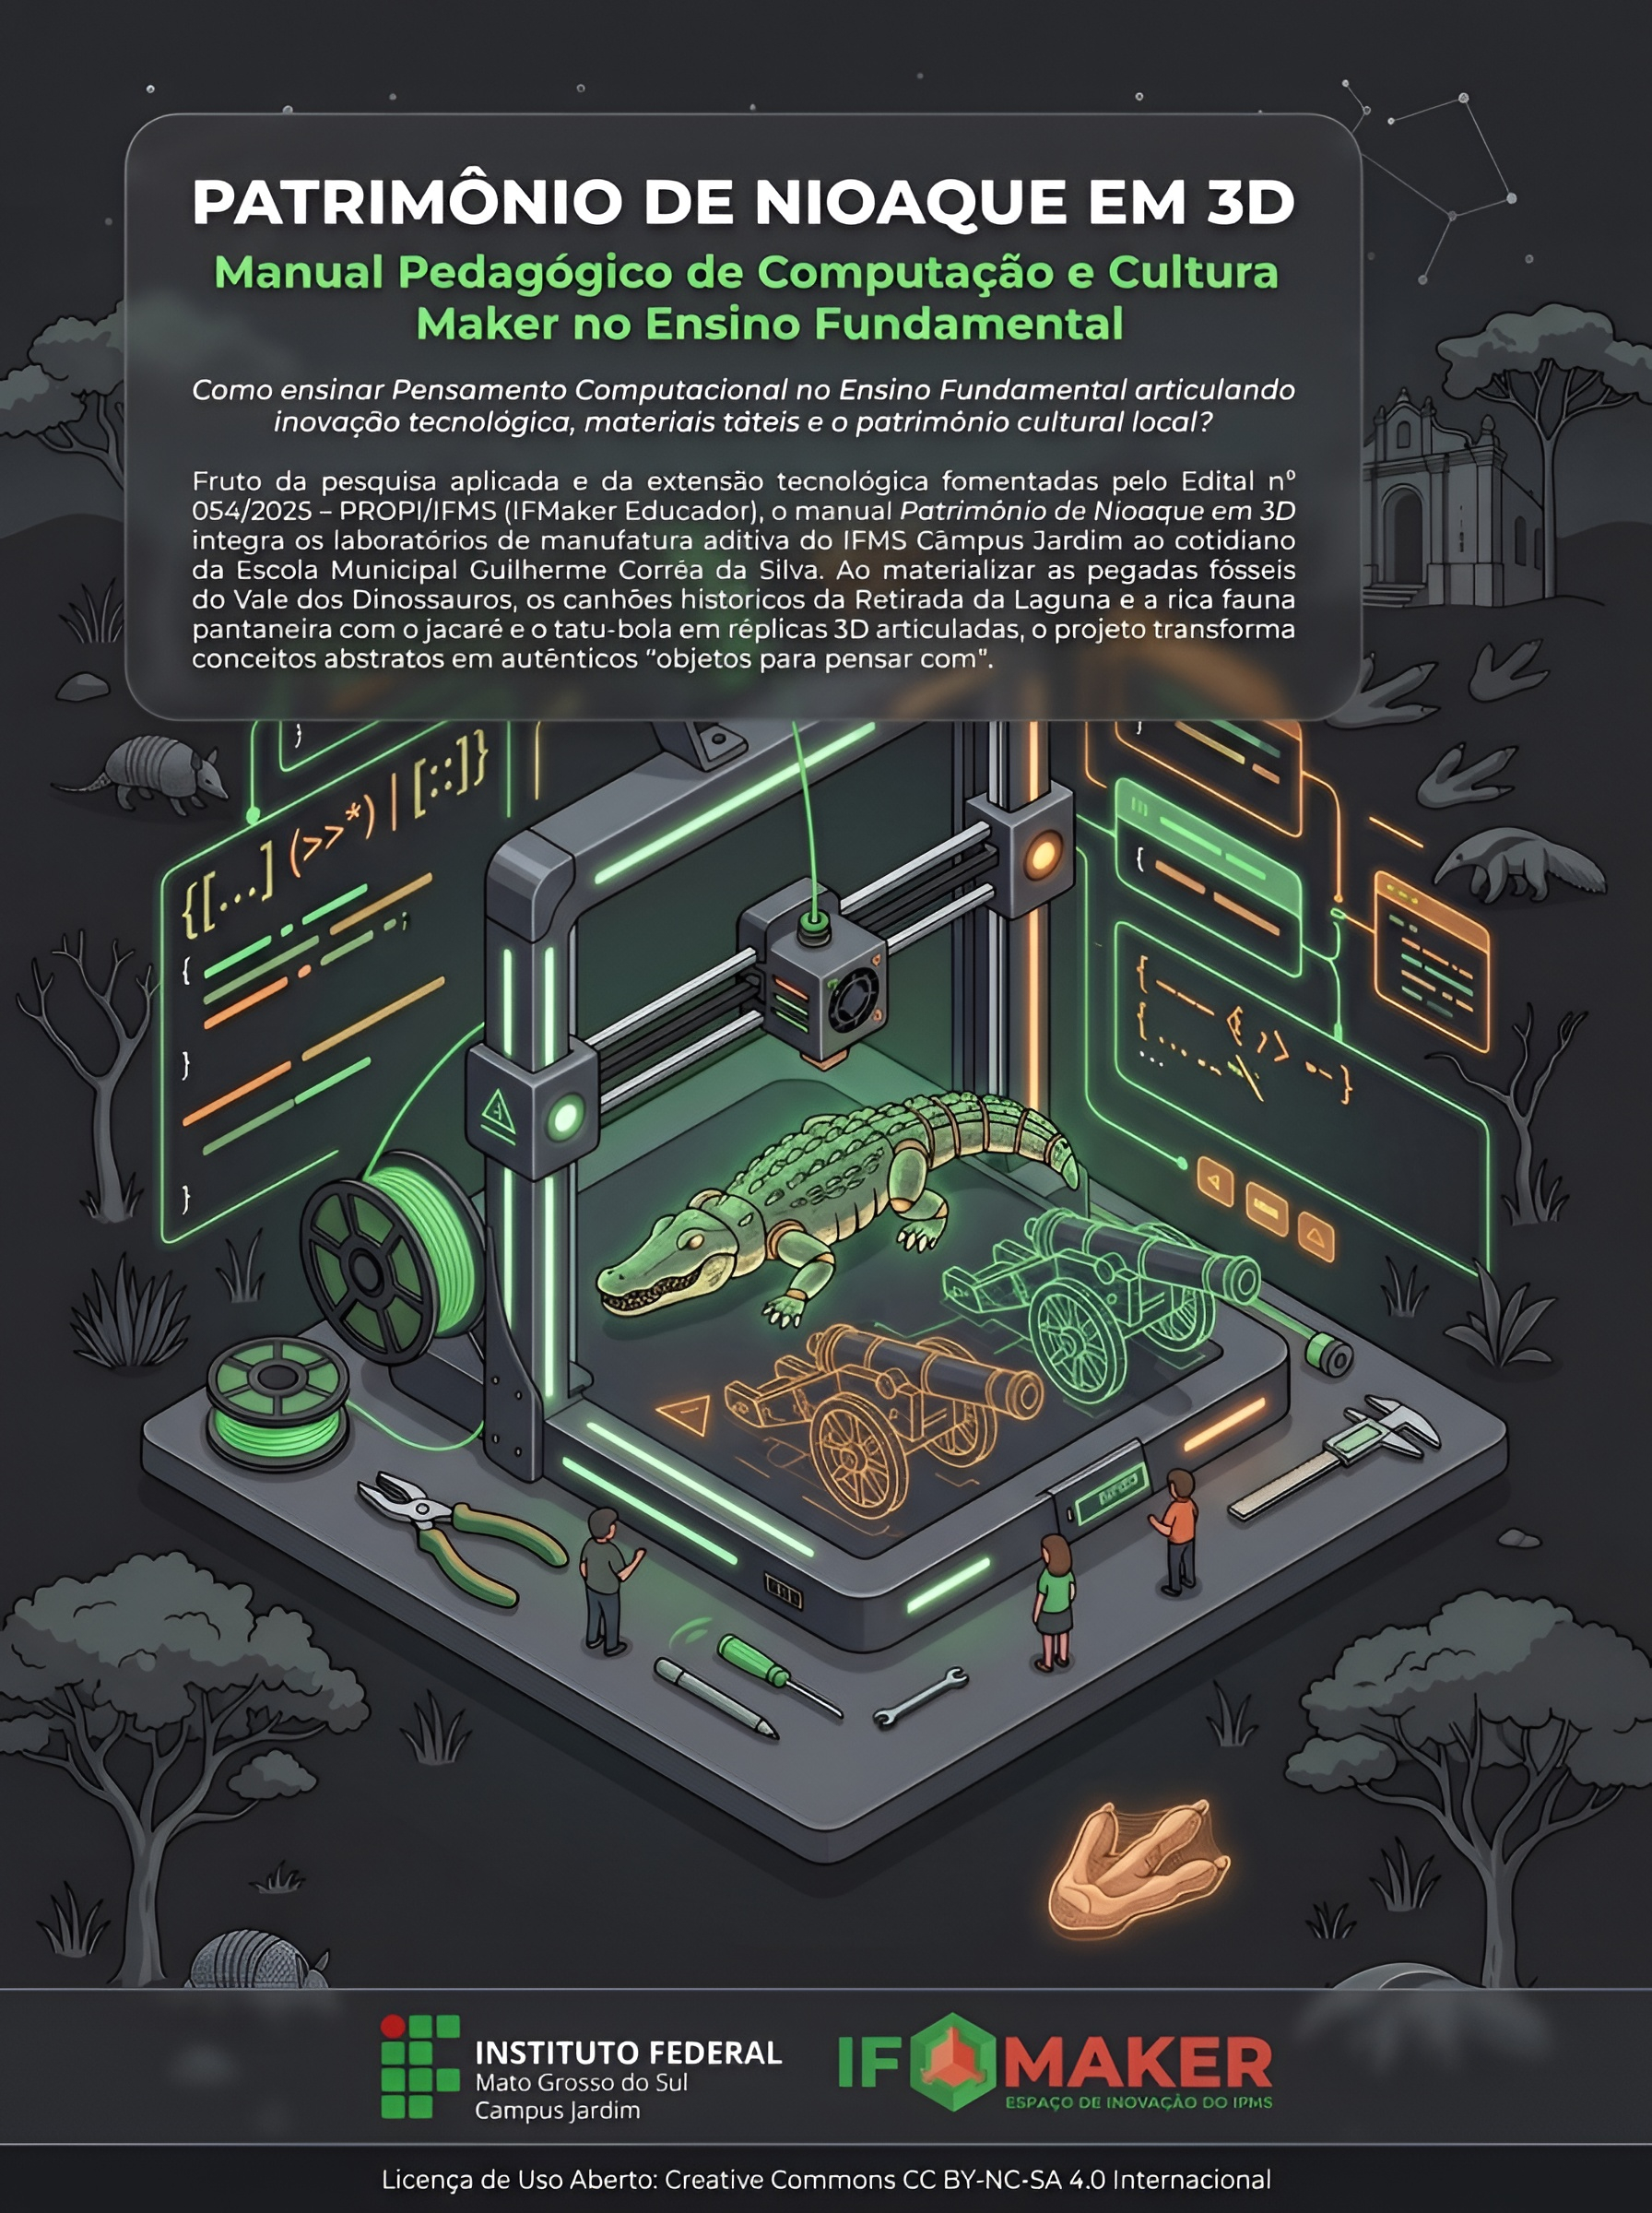 PATRIMÔNIO DE NIOAQUE EM 3D
Manual Pedagógico de Computação e Cultura
Maker no Ensino Fundamental
Como ensinar Pensamento Computacional no Ensino Fundamental articulando
inovação tecnológica, materiais táteis e o patrimônio cultural local?
Fruto da pesquisa aplicada e da extensão tecnológica fomentadas pelo Edital nº
054/2025 – PROPI/IFMS (IFMaker Educador), o manual Patrimônio de Nioaque em 3D
integra os laboratórios de manufatura aditiva do IFMS Câmpus Jardim ao cotidiano
da Escola Municipal Guilherme Corrêa da Silva. Ao materializar as pegadas fósseis
do Vale dos Dinossauros, os canhões historicos da Retirada da Laguna e a rica fauna
pantaneira com o jacaré e o tatu-bola em réplicas 3D articuladas, o projeto transforma
conceitos abstratos em autênticos "objetos para pensar com".
{[...] (>>*) | [::]}
INSTITUTO FEDERAL
Mato Grosso do Sul
Campus Jardim
IF MAKER
ESPAÇO DE INOVAÇÃO DO IPMS
Licença de Uso Aberto: Creative Commons CC BY-NC-SA 4.0 Internacional